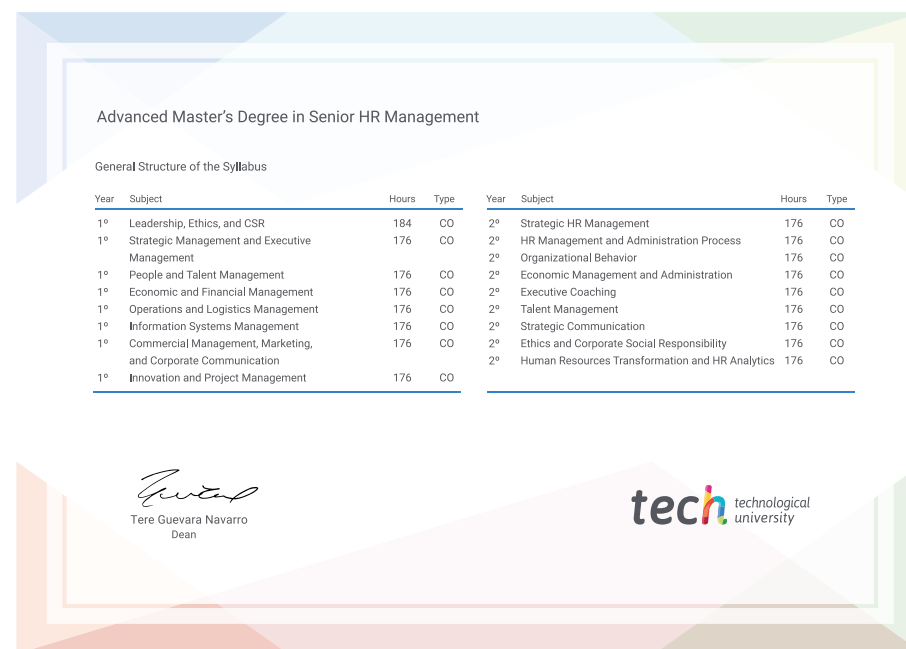 Advanced Master's Degree in Senior HR Management
General Structure of the Syllabus
Year Subject Hours Type
1º Leadership, Ethics, and CSR 184 CO
1º Strategic Management and Executive 176 CO
Management
1º People and Talent Management 176 CO
1º Economic and Financial Management 176 CO
1º Operations and Logistics Management 176 CO
1º Information Systems Management 176 CO
1º Commercial Management, Marketing, 176 CO
and Corporate Communication
1º Innovation and Project Management 176 CO
Year Subject Hours Type
2º Strategic HR Management 176 CO
2º HR Management and Administration Process 176 CO
2º Organizational Behavior 176 CO
2º Economic Management and Administration 176 CO
2º Executive Coaching 176 CO
2º Talent Management 176 CO
2º Strategic Communication 176 CO
2º Ethics and Corporate Social Responsibility 176 CO
2º Human Resources Transformation and HR Analytics 176 CO
Tere Guevara Navarro
Dean
tech technological
university